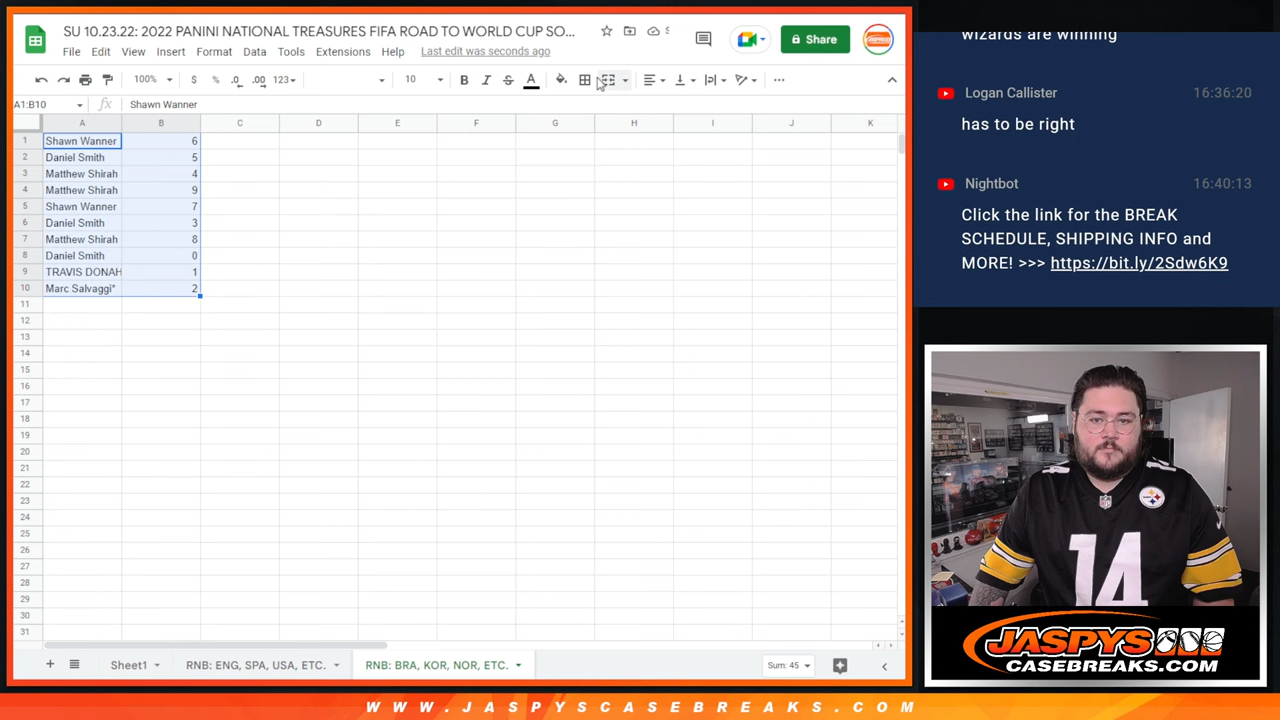 SU 10.23.22: 2022 PANINI NATIONAL TREASURES FIFA ROAD TO WORLD CUP SO...
File Edit View Insert Format Data Tools Extensions Help Last edit was seconds ago
Share
100% $ % .0 .00 123 10 B I S A
A1:B10 fx Shawn Wanner
A B C D E F G H I J K
1 Shawn Wanner 6
2 Daniel Smith 5
3 Matthew Shirah 4
4 Matthew Shirah 9
5 Shawn Wanner 7
6 Daniel Smith 3
7 Matthew Shirah 8
8 Daniel Smith 0
9 TRAVIS DONAH 1
10 Marc Salvaggi* 2
11
12
13
14
15
16
17
18
19
20
21
22
23
24
25
26
27
28
29
30
31
Sheet1 RNB: ENG, SPA, USA, ETC. RNB: BRA, KOR, NOR, ETC. Sum: 45
wizards are winning
Logan Callister 16:36:20
has to be right
Nightbot 16:40:13
Click the link for the BREAK
SCHEDULE, SHIPPING INFO and
MORE! >>> https://bit.ly/2Sdw6K9
14
JASPYS
CASEBREAKS.COM
WWW.JASPYSCASEBREAKS.COM